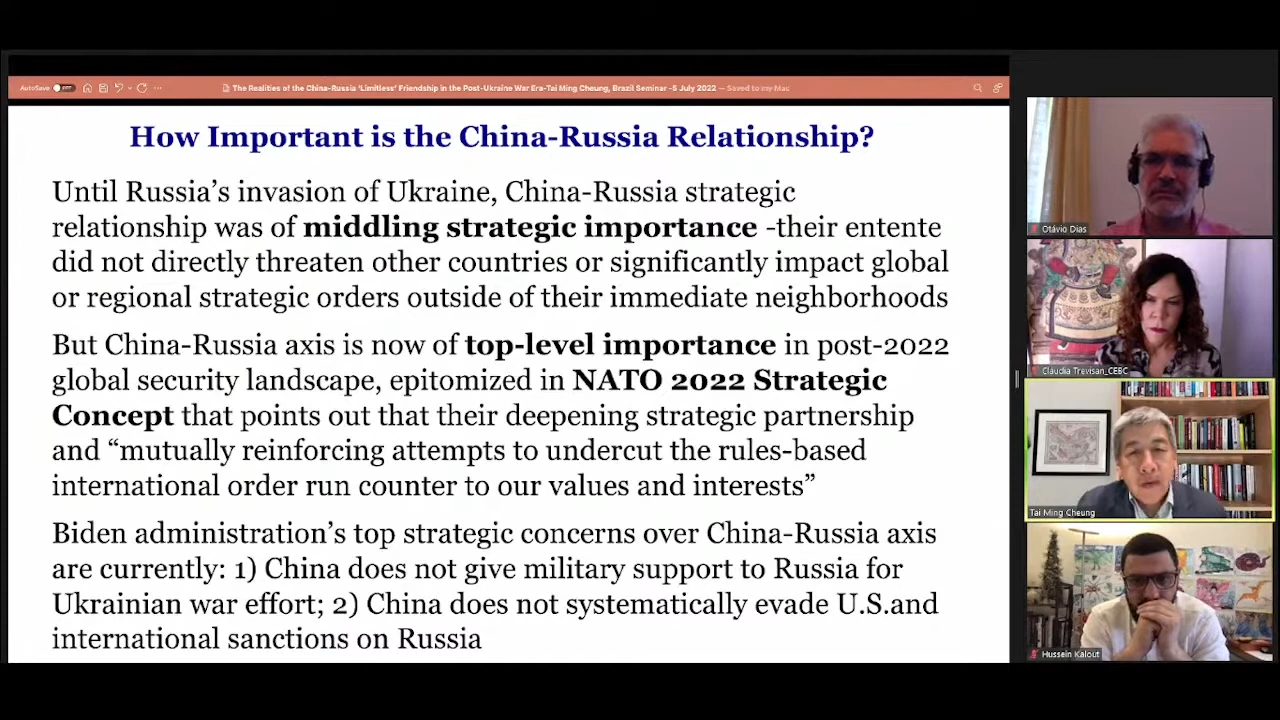 AutoSave OFF
The Realities of the China-Russia 'Limitless' Friendship in the Post-Ukraine War Era-Tai Ming Cheung, Brazil Seminar -5 July 2022 — Saved to my Mac
How Important is the China-Russia Relationship?
Until Russia's invasion of Ukraine, China-Russia strategic
relationship was of middling strategic importance -their entente
did not directly threaten other countries or significantly impact global
or regional strategic orders outside of their immediate neighborhoods
But China-Russia axis is now of top-level importance in post-2022
global security landscape, epitomized in NATO 2022 Strategic
Concept that points out that their deepening strategic partnership
and “mutually reinforcing attempts to undercut the rules-based
international order run counter to our values and interests”
Biden administration's top strategic concerns over China-Russia axis
are currently: 1) China does not give military support to Russia for
Ukrainian war effort; 2) China does not systematically evade U.S.and
international sanctions on Russia
Otávio Dias
Cláudia Trevisan_CEBC
Tai Ming Cheung
Hussein Kalout